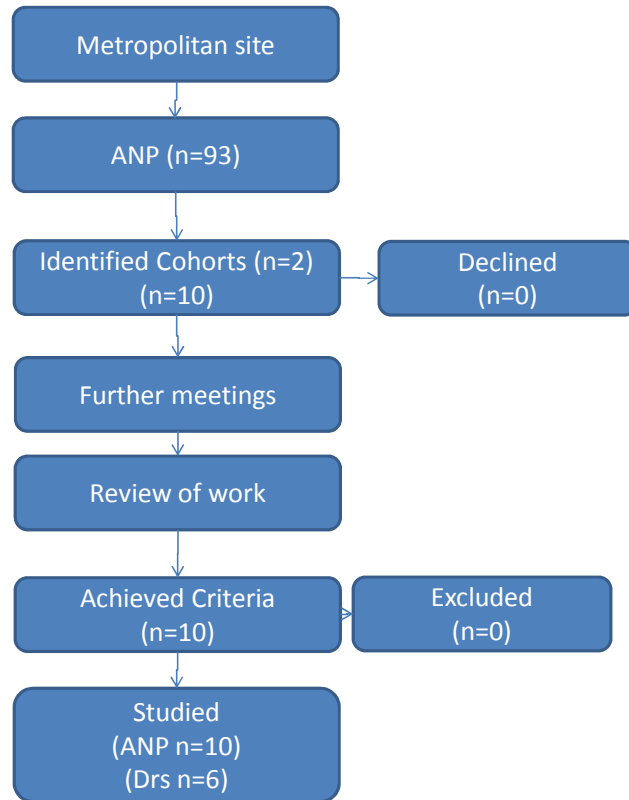 Metropolitan site
ANP (n=93)
Identified Cohorts (n=2)
(n=10)
Declined
(n=0)
Further meetings
Review of work
Achieved Criteria
(n=10)
Excluded
(n=0)
Studied
(ANP n=10)
(Drs n=6)